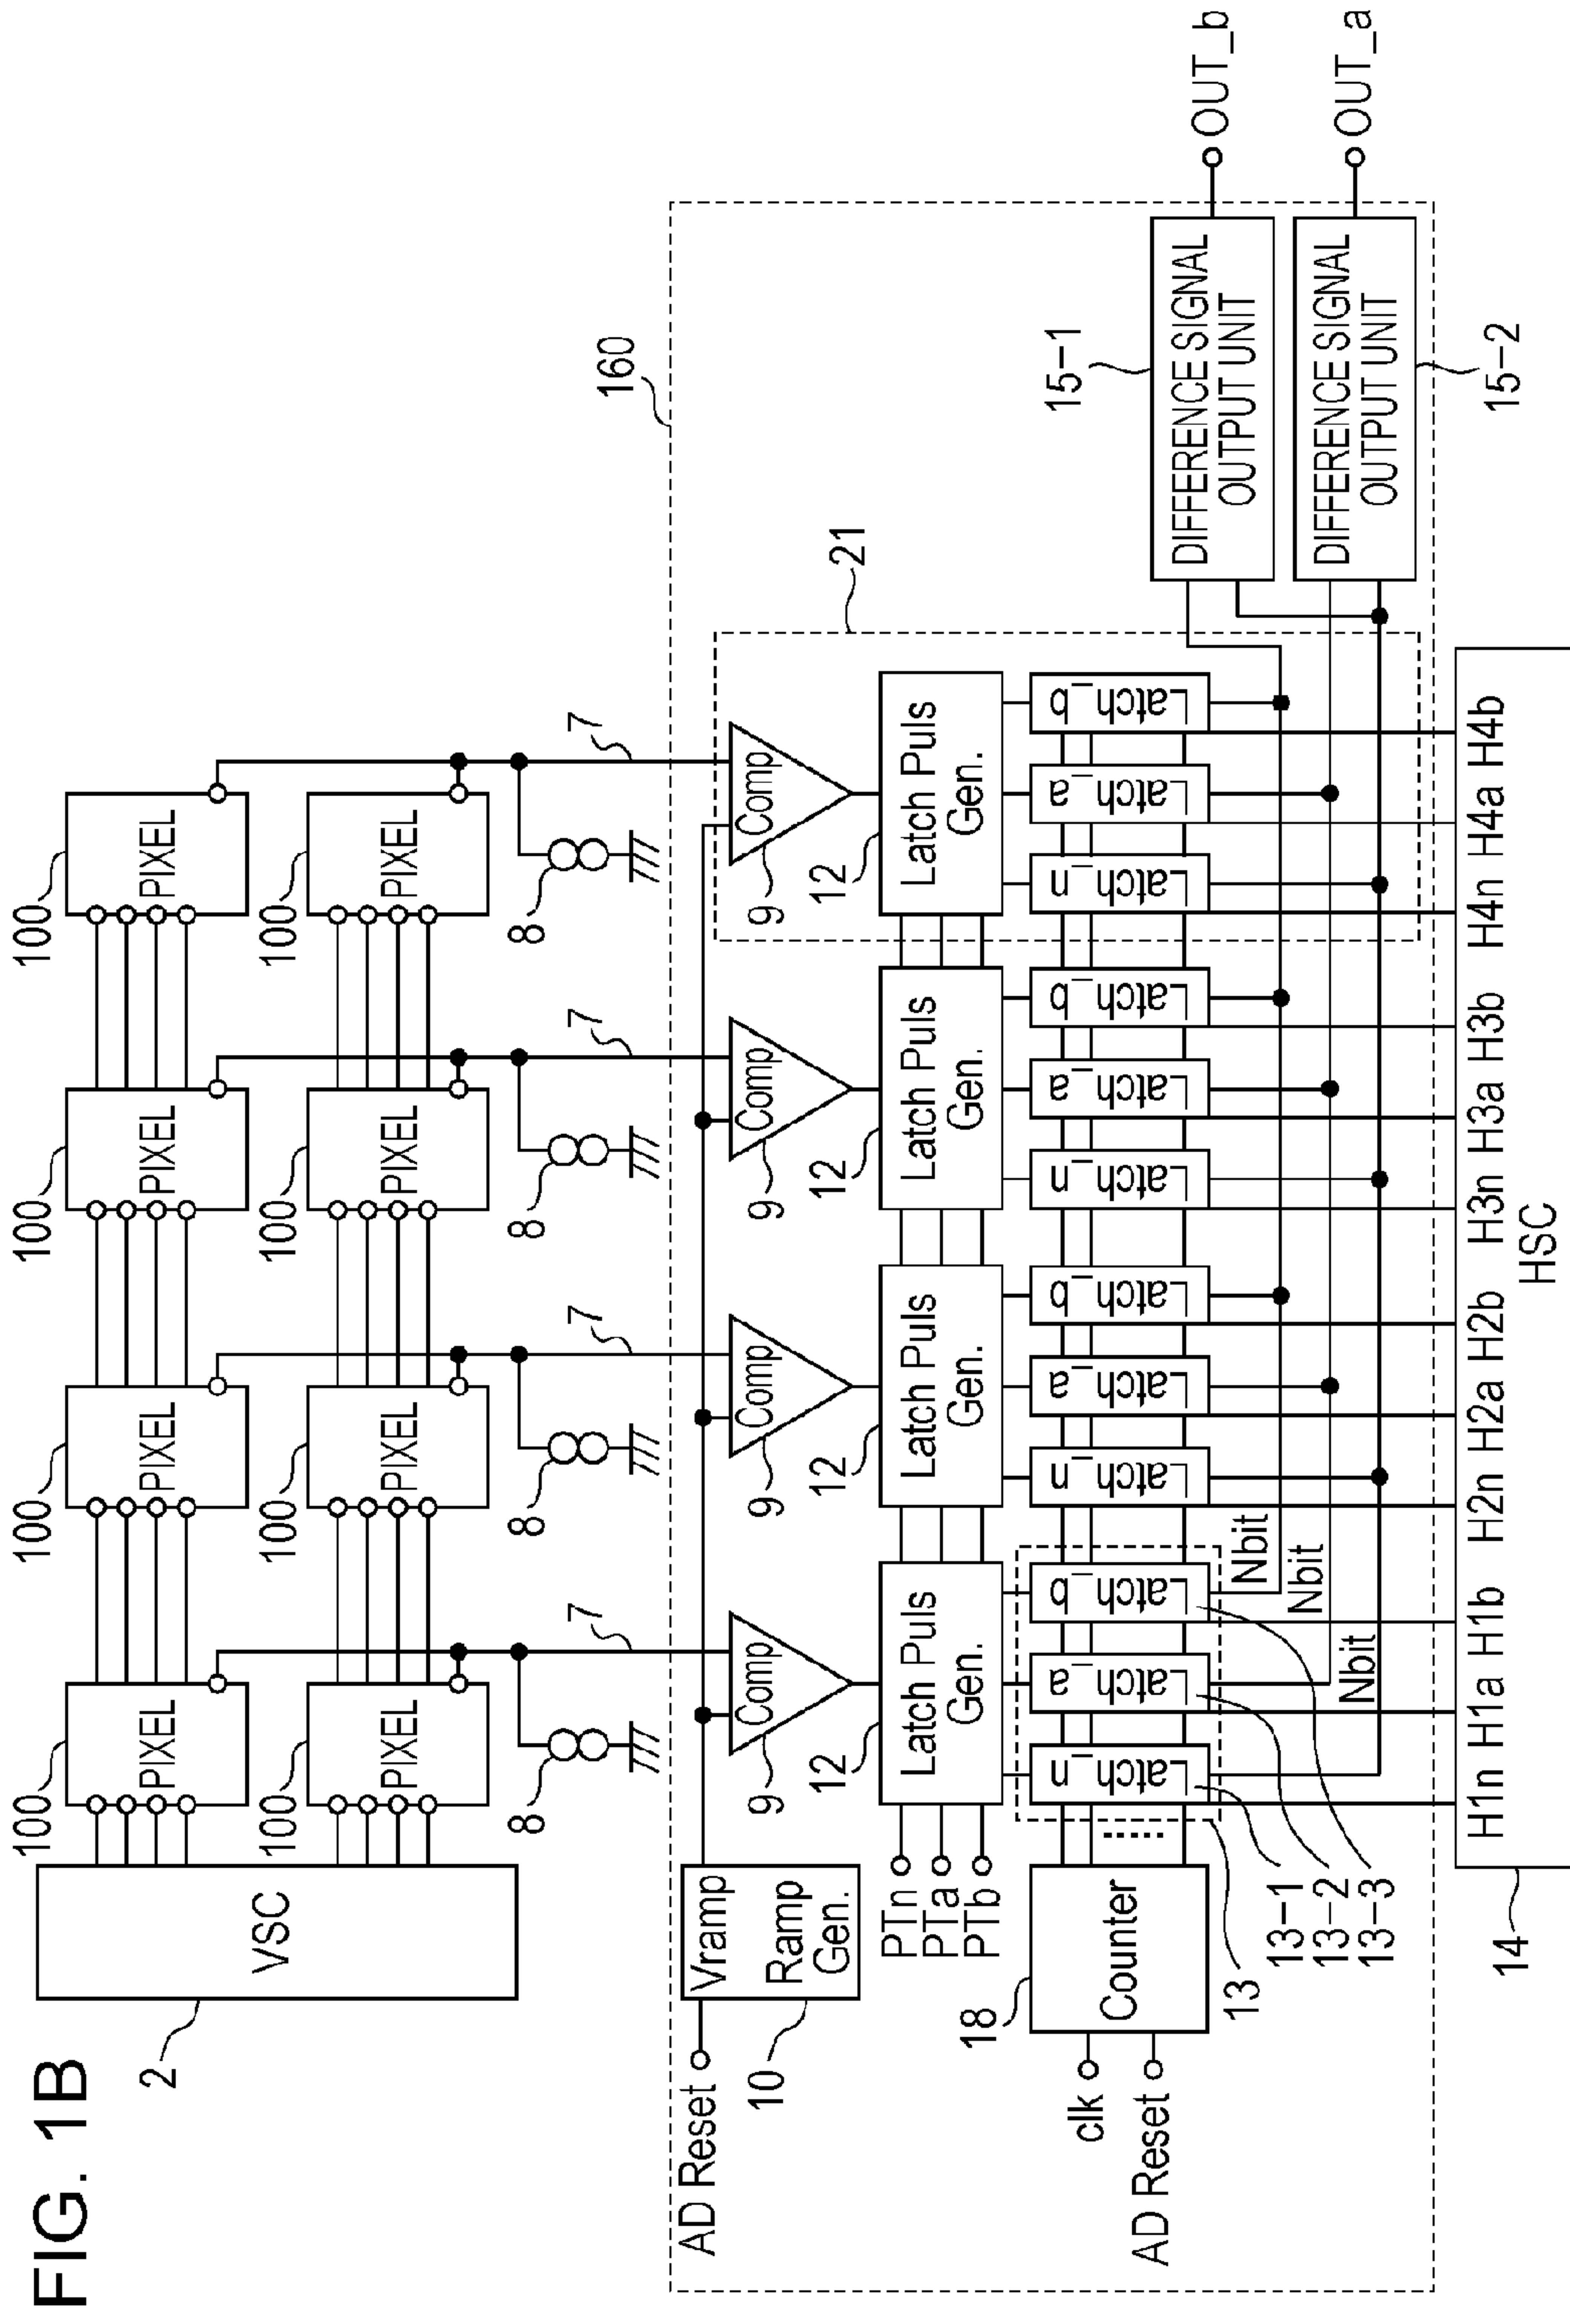 FIG. 1B
2
VSC
100
100
100
100
PIXEL
PIXEL
PIXEL
PIXEL
100
100
100
100
PIXEL
PIXEL
PIXEL
PIXEL
8
8
8
8
7
7
7
7
160
AD Reset
10
Vramp
Ramp
Gen.
Comp
Comp
Comp
Comp
9
9
9
9
21
12
12
12
12
PTn
PTa
PTb
Latch Puls
Gen.
Latch Puls
Gen.
Latch Puls
Gen.
Latch Puls
Gen.
18
clk
AD Reset
Counter
Latch_n
Latch_a
Latch_b
Latch_n
Latch_a
Latch_b
Latch_n
Latch_a
Latch_b
Latch_n
Latch_a
Latch_b
13
13-1
13-2
13-3
Nbit
Nbit
Nbit
15-1
DIFFERENCE SIGNAL
OUTPUT UNIT
OUT_b
DIFFERENCE SIGNAL
OUTPUT UNIT
OUT_a
15-2
14
H1n H1a H1b H2n H2a H2b H3n H3a H3b H4n H4a H4b
HSC